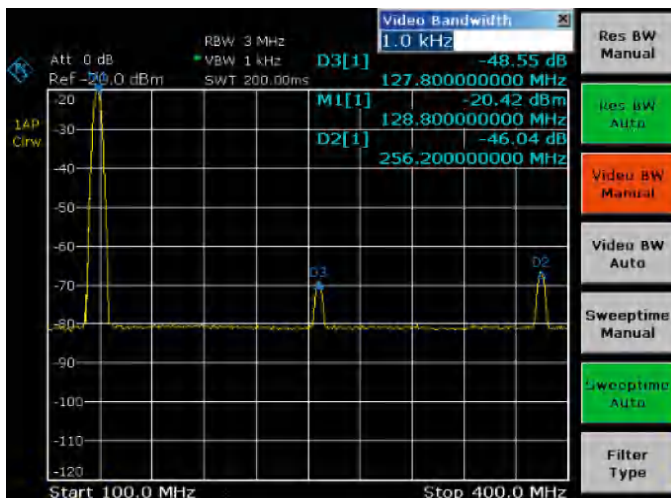 Video Bandwidth
1.0 kHz
RBW 3 MHz
Att 0 dB
VBW 1 kHz
D3[1] -48.55 dB
Ref -20.0 dBm
SWT 200.00ms
127.800000000 MHz
M1[1] -20.42 dBm
128.800000000 MHz
D2[1] -46.04 dB
256.200000000 MHz
1AP
Clrw
-20
-30
-40
-50
-60
-70
-80
-90
-100
-110
-120
D3
D2
Start 100.0 MHz
Stop 400.0 MHz
Res BW
Manual
Res BW
Auto
Video BW
Manual
Video BW
Auto
Sweeptime
Manual
Sweeptime
Auto
Filter
Type